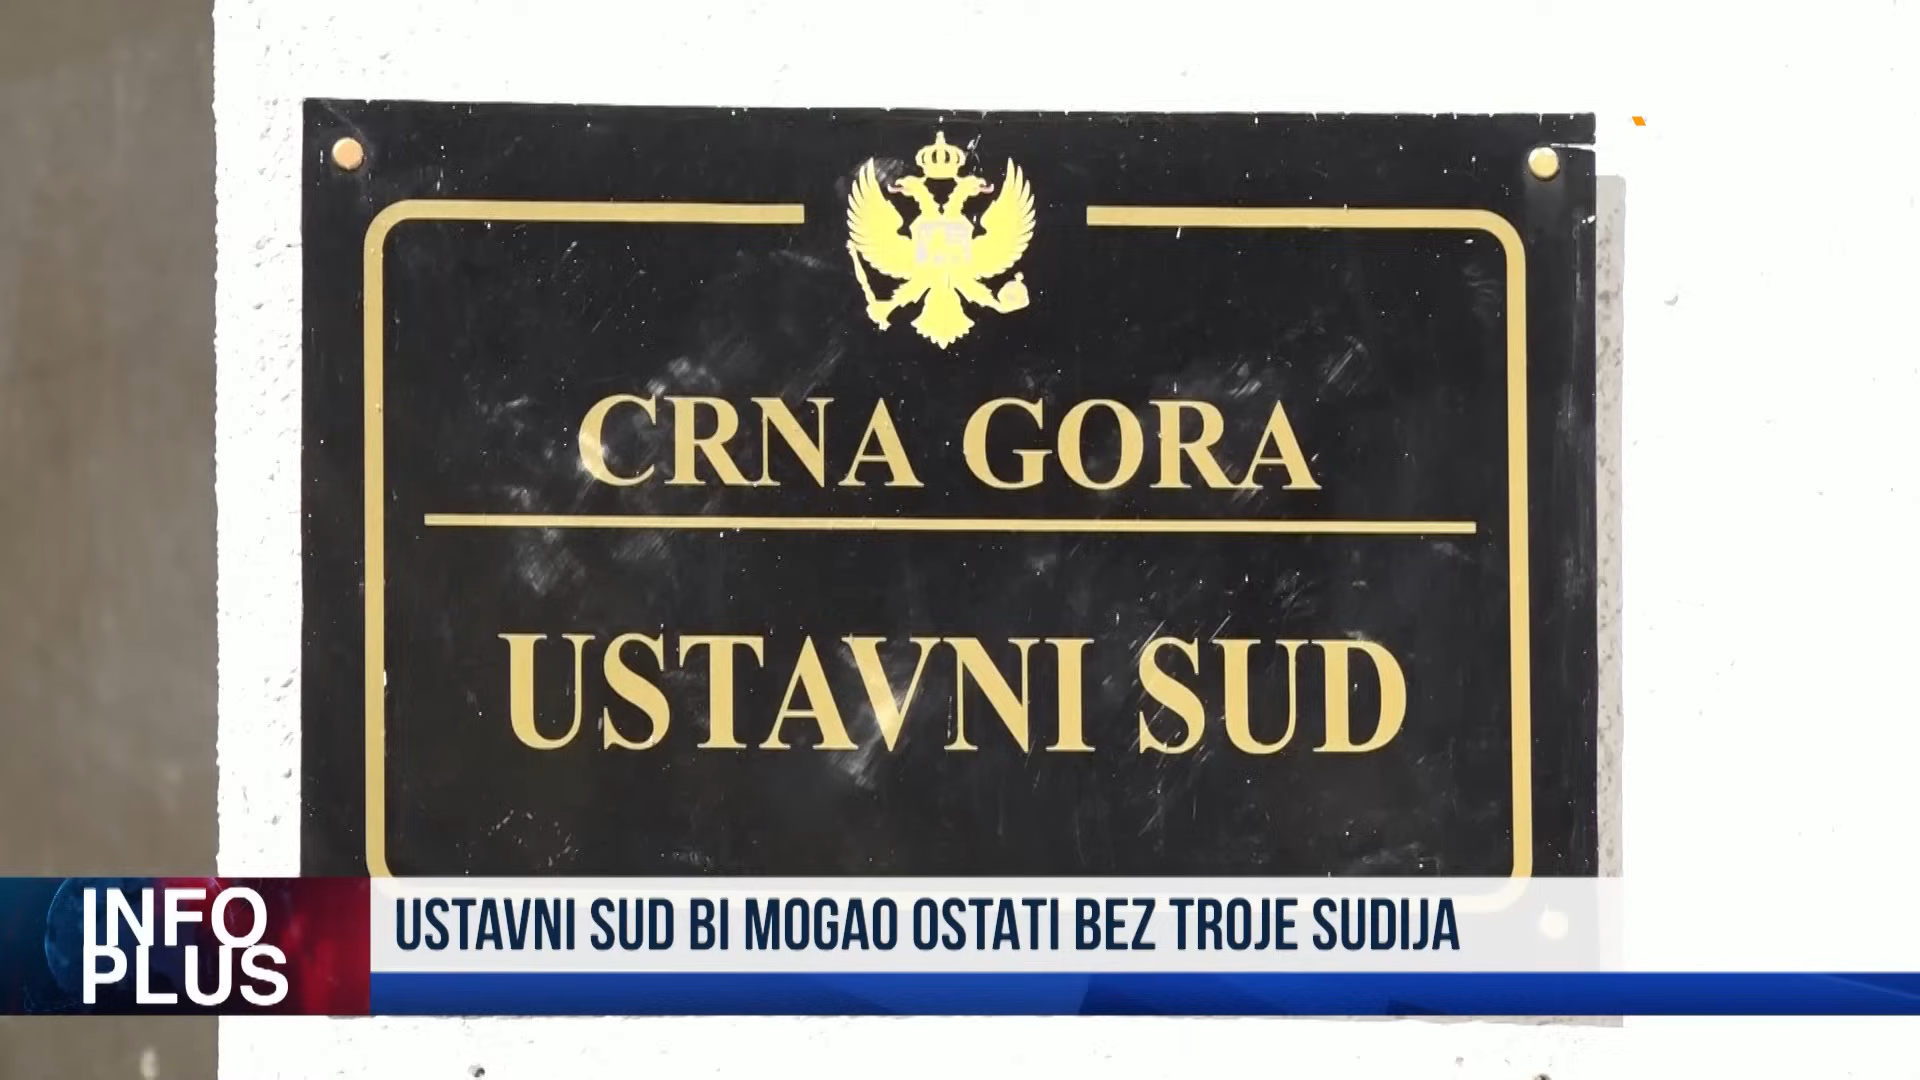 CRNA GORA
USTAVNI SUD
INFO
PLUS
USTAVNI SUD BI MOGAO OSTATI BEZ TROJE SUDIJA